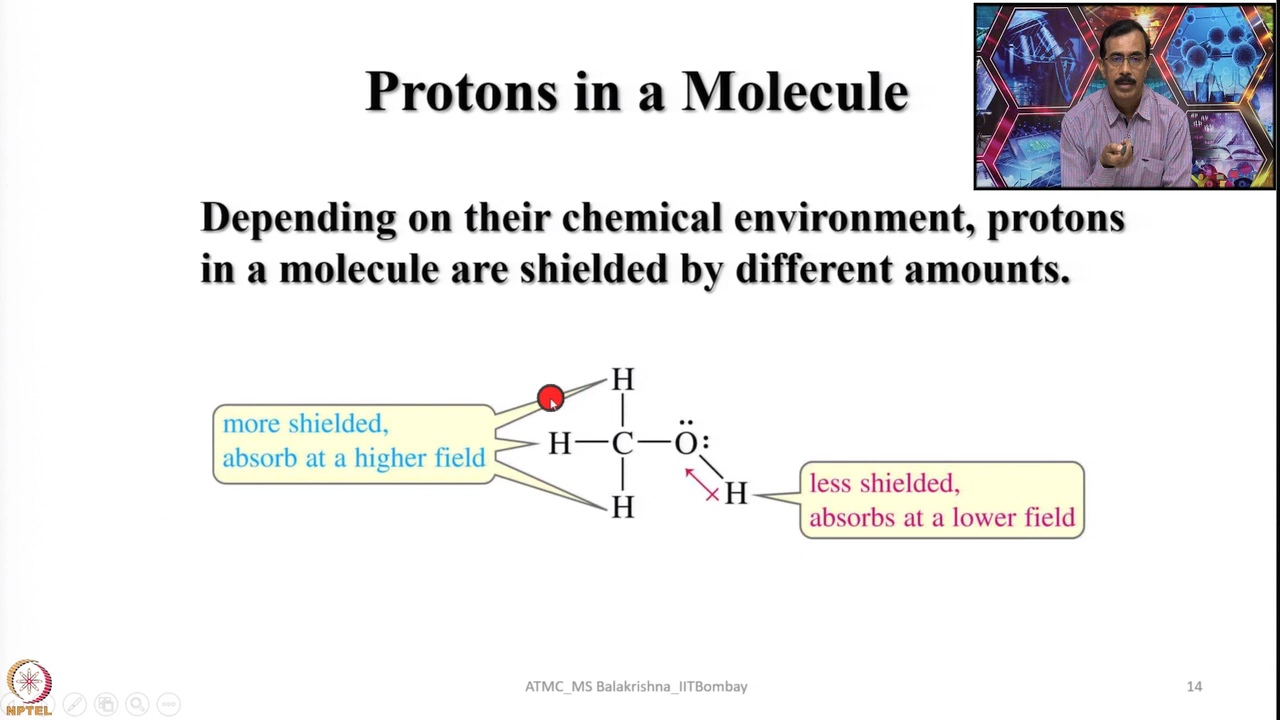 Protons in a Molecule
Depending on their chemical environment, protons
in a molecule are shielded by different amounts.
more shielded,
absorb at a higher field
H
H—C—Ö:
H
H
less shielded,
absorbs at a lower field
NPTEL
ATMC_MS Balakrishna_IITBombay
14